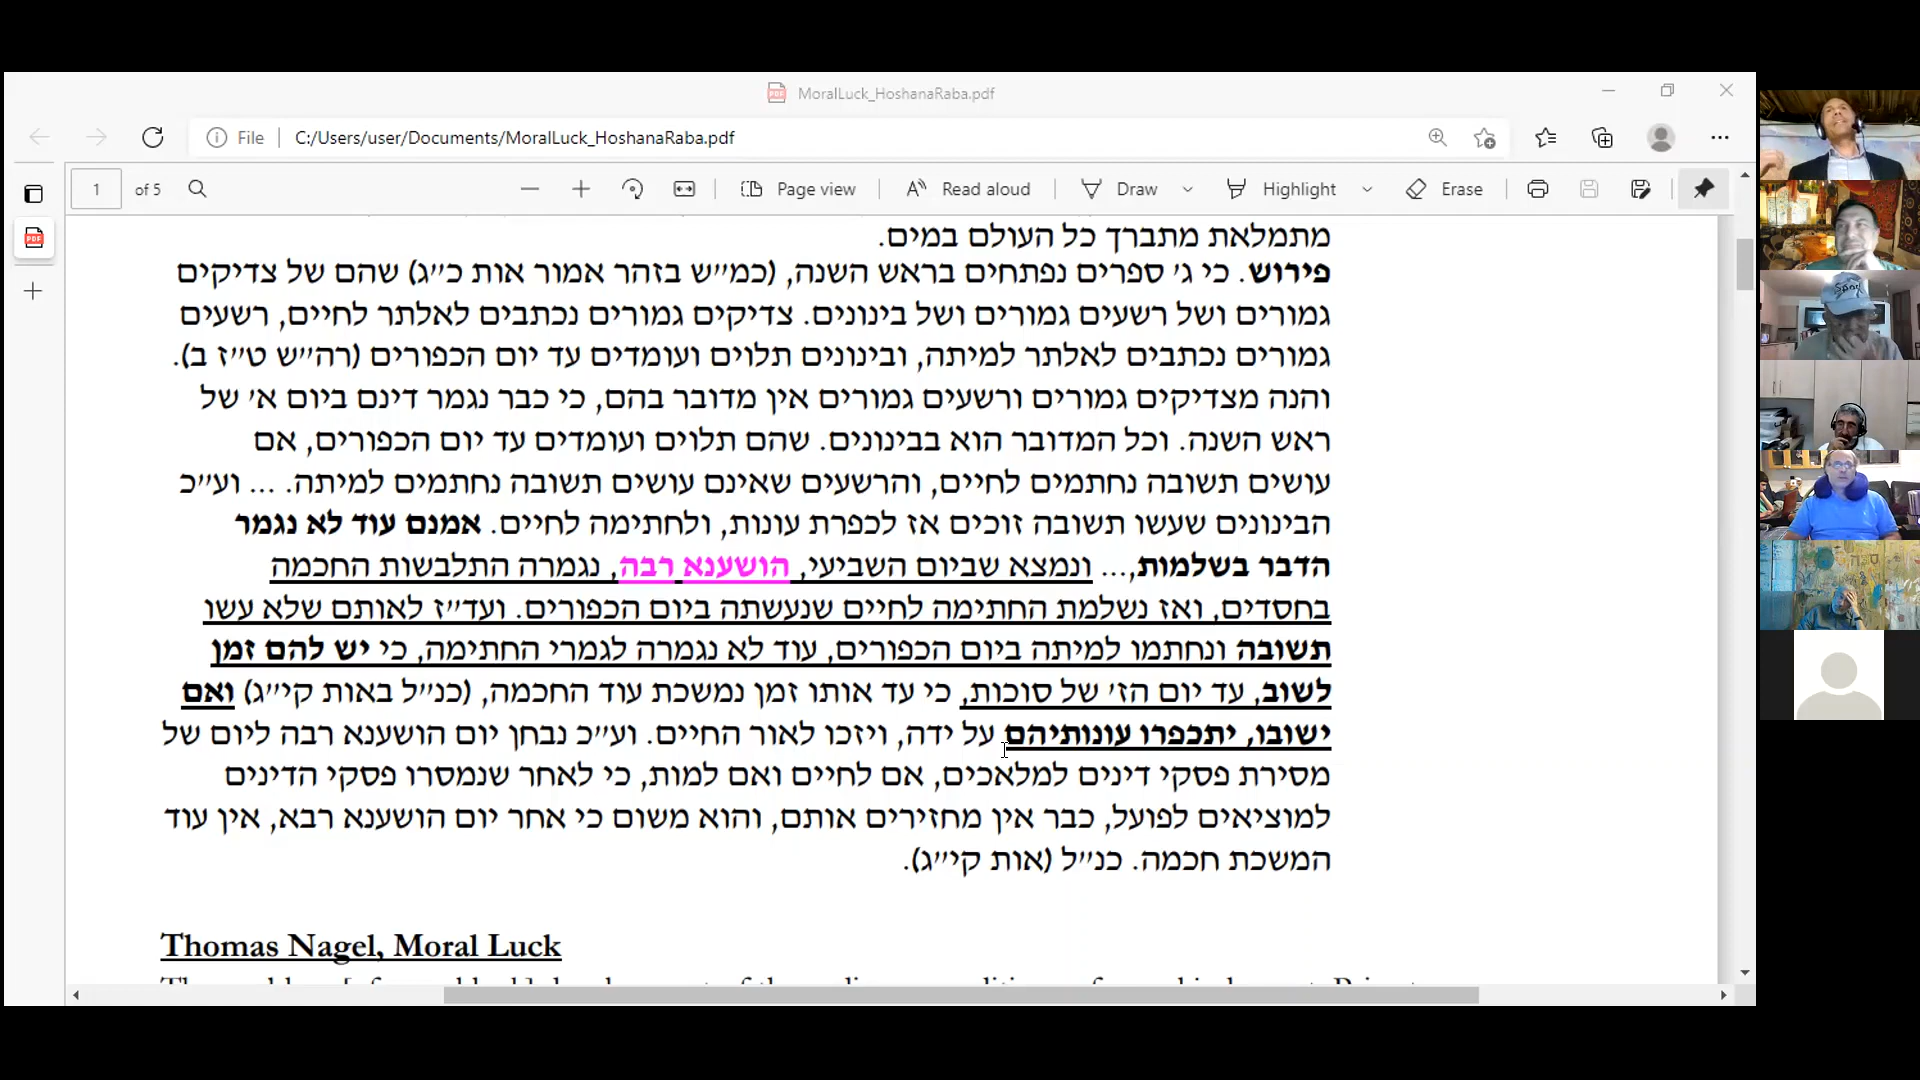 MoralLuck_HoshanaRaba.pdf
File C:/Users/user/Documents/MoralLuck_HoshanaRaba.pdf
1 of 5 Page view Read aloud Draw Highlight Erase
מתמלאת מתברך כל העולם במים.
פירוש. כי ג׳ ספרים נפתחים בראש השנה, (כמ״ש בזהר אמור אות כ״ג) שהם של צדיקים
גמורים ושל רשעים גמורים ושל בינונים. צדיקים גמורים נכתבים לאלתר לחיים, רשעים
גמורים נכתבים לאלתר למיתה, ובינונים תלוים ועומדים עד יום הכפורים (רה״ש ט״ז ב).
והנה מצדיקים גמורים ורשעים גמורים אין מדובר בהם, כי כבר נגמר דינם ביום א׳ של
ראש השנה. וכל המדובר הוא בבינונים. שהם תלוים ועומדים עד יום הכפורים, אם
עושים תשובה נחתמים לחיים, והרשעים שאינם עושים תשובה נחתמים למיתה. ... וע״כ
הבינונים שעשו תשובה זוכים אז לכפרת עונות, ולחתימה לחיים. אמנם עוד לא נגמר
הדבר בשלמות,... ונמצא שביום השביעי, הושענא רבה, נגמרה התלבשות החכמה
בחסדים, ואז נשלמת החתימה לחיים שנעשתה ביום הכפורים. ועד״ז לאותם שלא עשו
תשובה ונחתמו למיתה ביום הכפורים, עוד לא נגמרה לגמרי החתימה, כי יש להם זמן
לשוב, עד יום הז׳ של סוכות, כי עד אותו זמן נמשכת עוד החכמה, (כנ״ל באות קי״ג) ואם
ישובו, יתכפרו עונותיהם על ידה, ויזכו לאור החיים. וע״כ נבחן יום הושענא רבה ליום של
מסירת פסקי דינים למלאכים, אם לחיים ואם למות, כי לאחר שנמסרו פסקי הדינים
למוציאים לפועל, כבר אין מחזירים אותם, והוא משום כי אחר יום הושענא רבא, אין עוד
המשכת חכמה. כנ״ל (אות קי״ג).
Thomas Nagel, Moral Luck